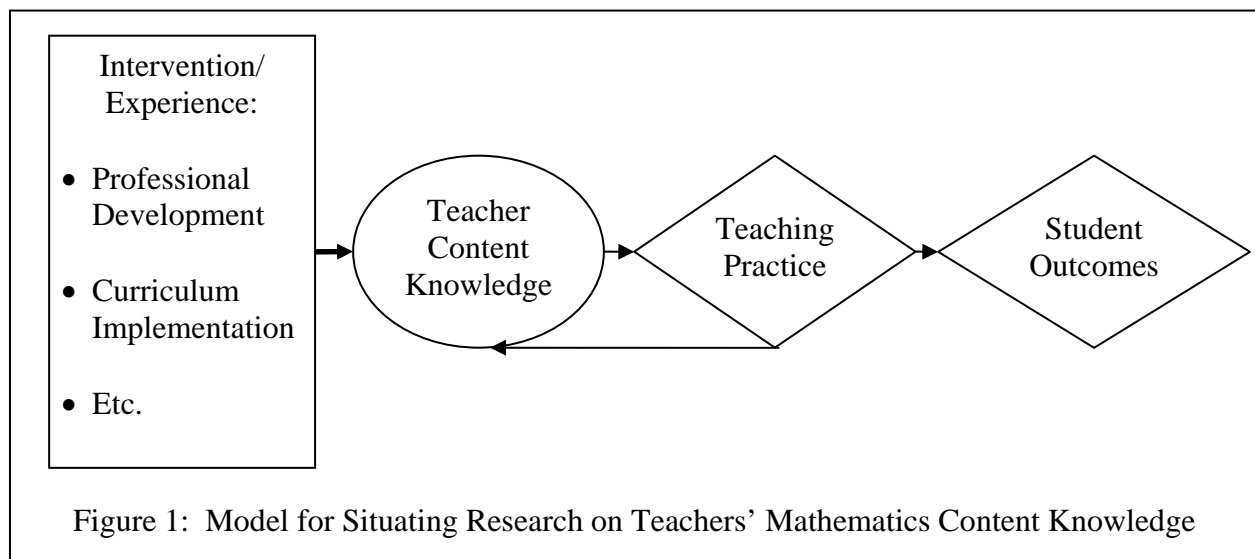 Intervention/
Experience:
• Professional
Development
• Curriculum
Implementation
• Etc.
Teacher
Content
Knowledge
Teaching
Practice
Student
Outcomes
Figure 1:  Model for Situating Research on Teachers’ Mathematics Content Knowledge